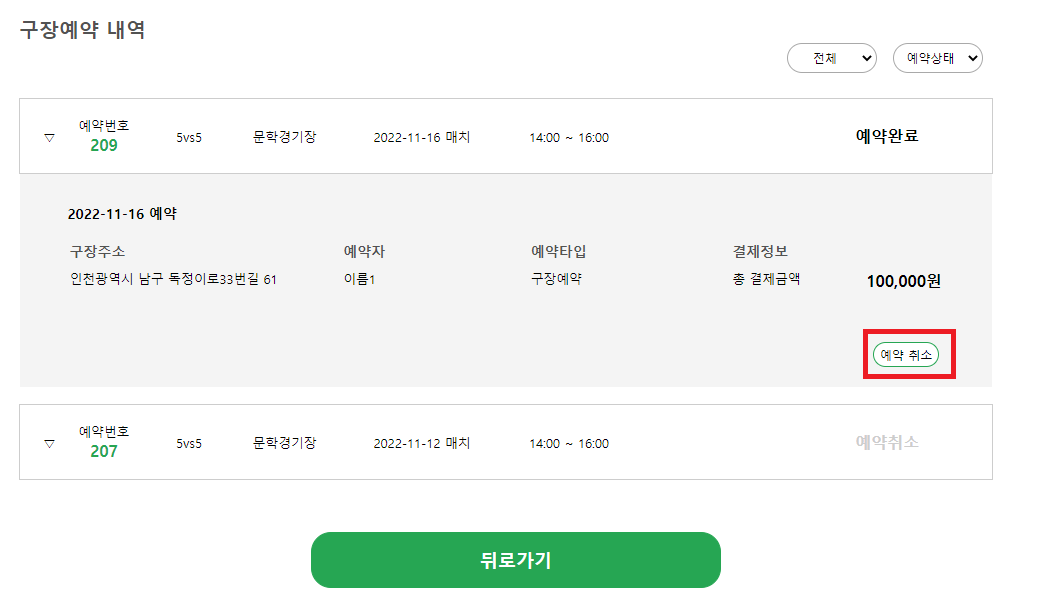 구장예약 내역
전체 예약상태
▽ 예약번호 209 5vs5 문학경기장 2022-11-16 매치 14:00 ~ 16:00 예약완료
2022-11-16 예약
구장주소 예약자 예약타입 결제정보
인천광역시 남구 독정이로33번길 61 이름1 구장예약 총 결제금액 100,000원
예약 취소
▽ 예약번호 207 5vs5 문학경기장 2022-11-12 매치 14:00 ~ 16:00 예약취소
뒤로가기